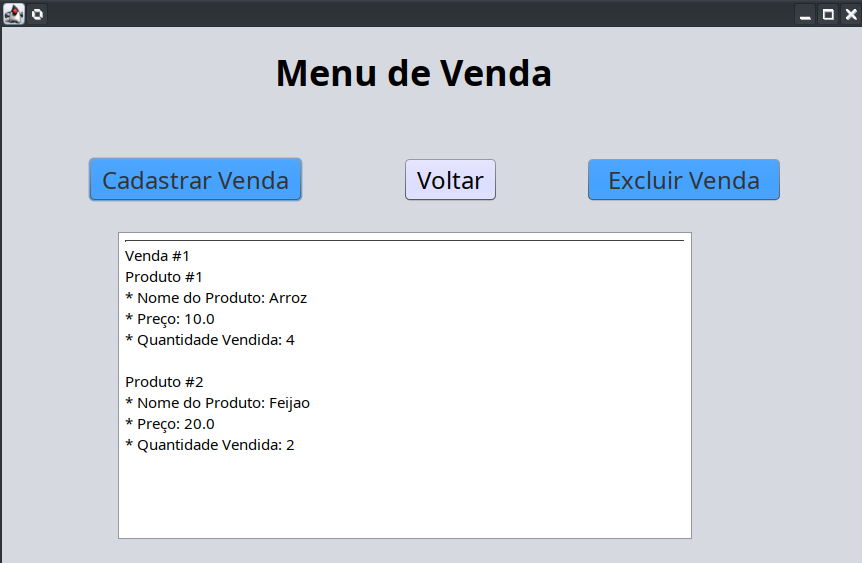 Menu de Venda
Cadastrar Venda
Voltar
Excluir Venda
Venda #1
Produto #1
* Nome do Produto: Arroz
* Preço: 10.0
* Quantidade Vendida: 4
Produto #2
* Nome do Produto: Feijao
* Preço: 20.0
* Quantidade Vendida: 2